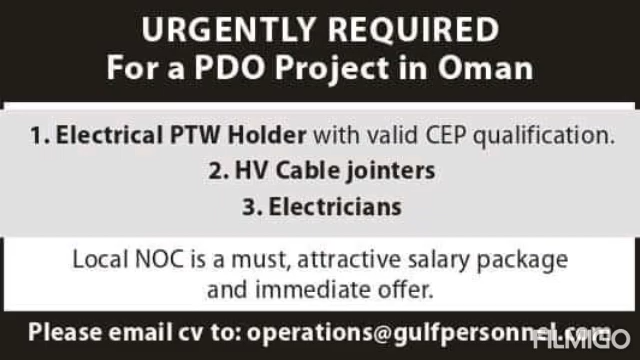 URGENTLY REQUIRED
For a PDO Project in Oman
1. Electrical PTW Holder with valid CEP qualification.
2. HV Cable jointers
3. Electricians
Local NOC is a must, attractive salary package
and immediate offer.
Please email cv to: operations@gulfpersonnel.com
FILMIGO